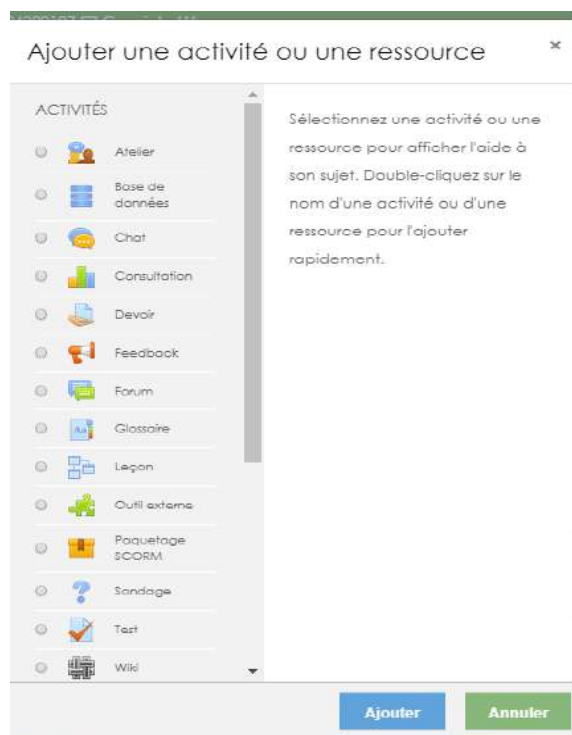 Ajouter une activité ou une ressource
×
ACTIVITÉS
Atelier
Base de
données
Chat
Consultation
Devoir
Feedback
Forum
Glossaire
Leçon
Outil externe
Paquetage
SCORM
Sondage
Test
Wiki
Sélectionnez une activité ou une
ressource pour afficher l'aide à
son sujet. Double-cliquez sur le
nom d'une activité ou d'une
ressource pour l'ajouter
rapidement.
Ajouter
Annuler